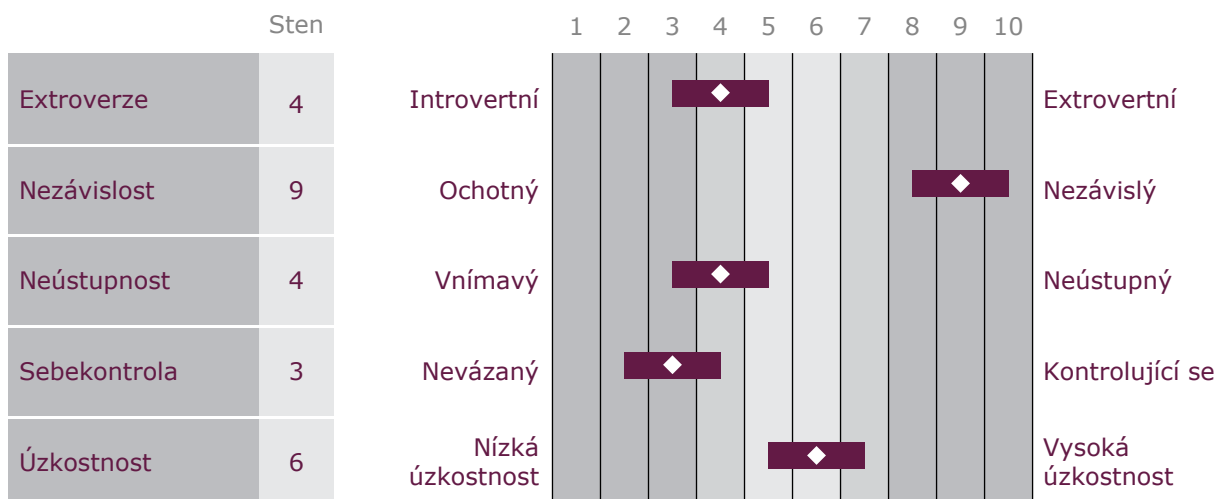 Sten 1 2 3 4 5 6 7 8 9 10
Extroverze 4 Introvertní Extrovertní
Nezávislost 9 Ochotný Nezávislý
Neústupnost 4 Vnímavý Neústupný
Sebekontrola 3 Nevázaný Kontrolující se
Úzkostnost 6 Nízká Vysoká
úzkostnost úzkostnost